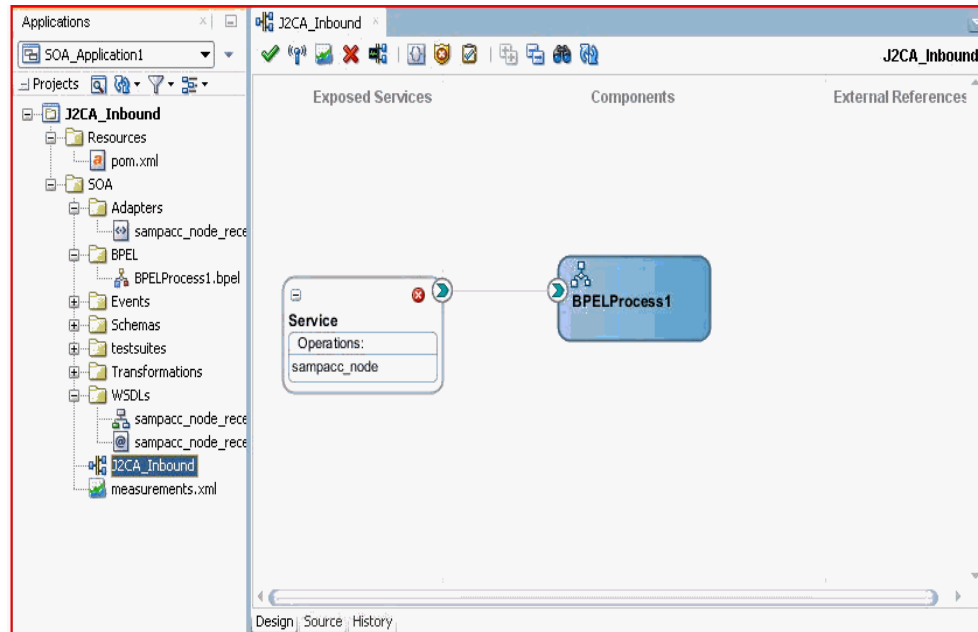 Applications
SOA_Application1
Projects
J2CA_Inbound
Resources
pom.xml
SOA
Adapters
sampacc_node_rece
BPEL
BPELProcess1.bpel
Events
Schemas
testsuites
Transformations
WSDLs
sampacc_node_rece
sampacc_node_rece
J2CA_Inbound
measurements.xml
J2CA_Inbound
J2CA_Inbound
Exposed Services
Components
External References
Service
Operations:
sampacc_node
BPELProcess1
Design
Source
History